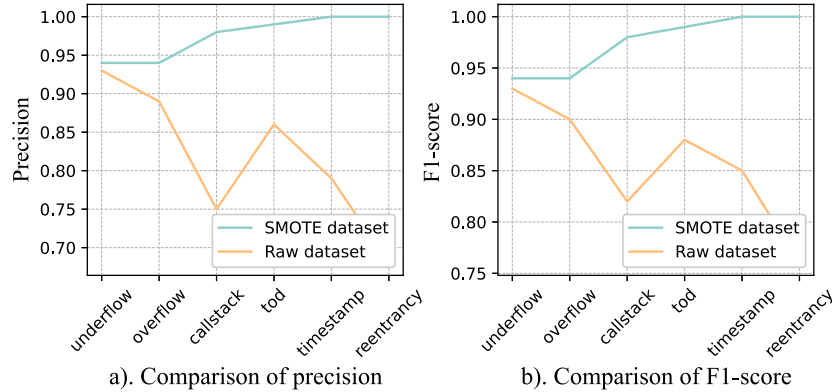 1.00
0.95
0.90
0.85
0.80
0.75
0.70
Precision
SMOTE dataset
Raw dataset
underflow
overflow
callstack
tod
timestamp
reentrancy
a). Comparison of precision
1.00
0.95
0.90
0.85
0.80
0.75
F1-score
SMOTE dataset
Raw dataset
underflow
overflow
callstack
tod
timestamp
reentrancy
b). Comparison of F1-score